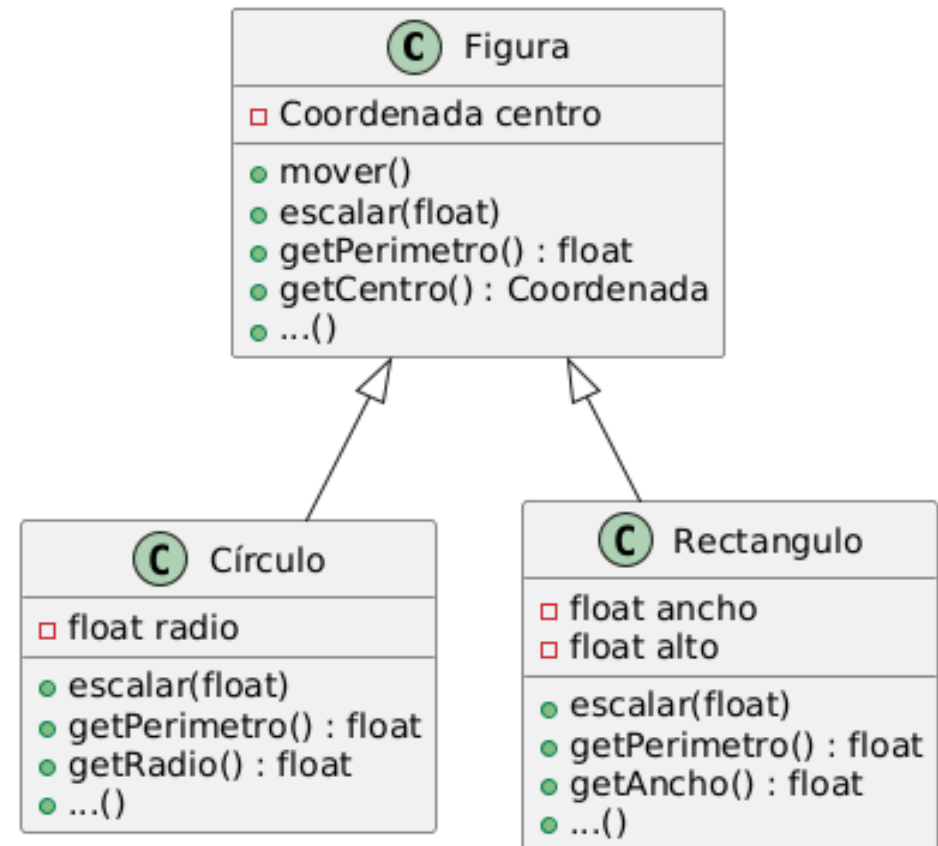 C Figura
Coordenada centro
mover()
escalar(float)
getPerimetro() : float
getCentro() : Coordenada
...()
C Círculo
float radio
escalar(float)
getPerimetro() : float
getRadio() : float
...()
C Rectangulo
float ancho
float alto
escalar(float)
getPerimetro() : float
getAncho() : float
...()